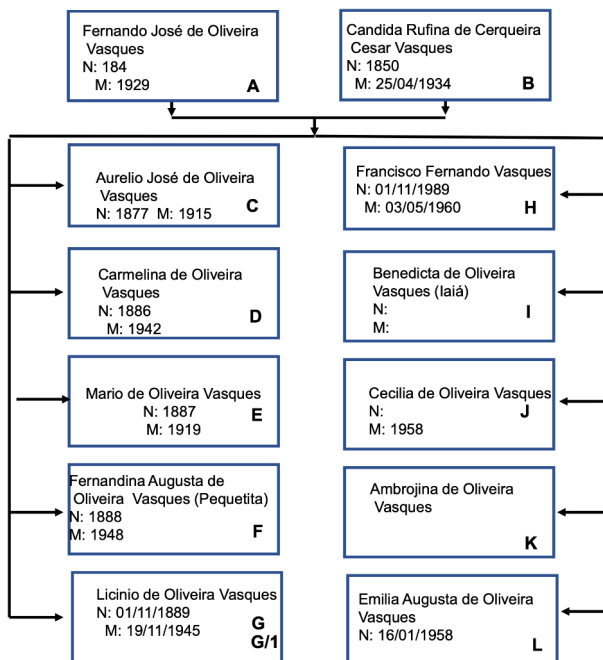 Fernando José de Oliveira
Vasques
N: 184
M: 1929
A
Candida Rufina de Cerqueira
Cesar Vasques
N: 1850
M: 25/04/1934
B
Aurelio José de Oliveira
Vasques
N: 1877 M: 1915
C
Francisco Fernando Vasques
N: 01/11/1989
M: 03/05/1960
H
Carmelina de Oliveira
Vasques
N: 1886
M: 1942
D
Benedicta de Oliveira
Vasques (Iaiá)
N:
M:
I
Mario de Oliveira Vasques
N: 1887
M: 1919
E
Cecilia de Oliveira Vasques
N:
M: 1958
J
Fernandina Augusta de
Oliveira Vasques (Pequetita)
N: 1888
M: 1948
F
Ambrojina de Oliveira
Vasques
K
Licinio de Oliveira Vasques
N: 01/11/1889
M: 19/11/1945
G
G/1
Emilia Augusta de Oliveira
Vasques
N: 16/01/1958
L